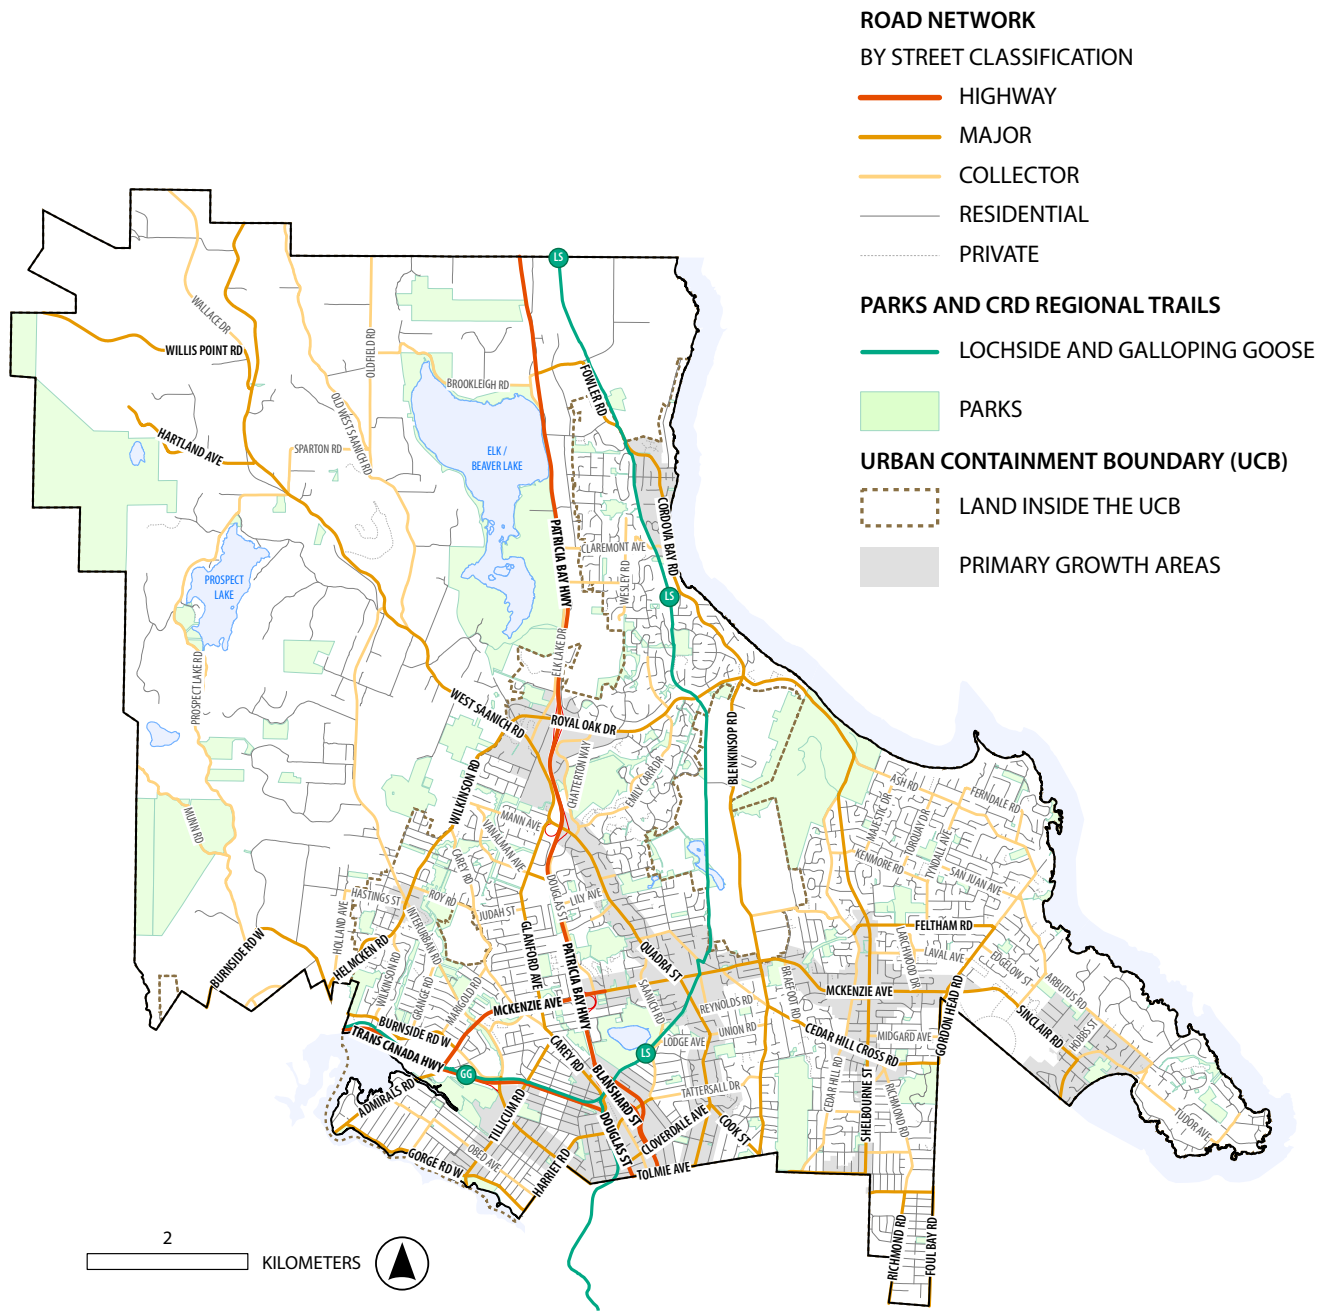 ROAD NETWORK
BY STREET CLASSIFICATION
HIGHWAY
MAJOR
COLLECTOR
RESIDENTIAL
PRIVATE
PARKS AND CRD REGIONAL TRAILS
LOCHSIDE AND GALLOPING GOOSE
PARKS
URBAN CONTAINMENT BOUNDARY (UCB)
LAND INSIDE THE UCB
PRIMARY GROWTH AREAS
LS
WALLACE DR
WILLIS POINT RD
OLDFIELD RD
BROOKLEIGH RD
FOWLER RD
OLD WEST SAANICH RD
HARTLAND AVE
SPARTON RD
ELK /
BEAVER LAKE
CORDOVA BAY RD
PATRICIA BAY HWY
CLAREMONT AVE
WESLEY RD
PROSPECT
LAKE
LS
ELK LAKE DR
PROSPECT LAKE RD
WEST SAANICH RD
ROYAL OAK DR
BLENKINSOP RD
CHATTERTON WAY
EMILY CARR DR
WILKINSON RD
MUNN RD
MANN AVE
VANALMAN AVE
CAREY RD
ASH RD
FERNDALE RD
MAJESTIC DR
TORQUAY DR
TYNDALL AVE
KENMORE RD
SAN JUAN AVE
HASTINGS ST
ROY RD
JUDAH ST
DOUGLAS ST
LILY AVE
HOLLAND AVE
INTERURBAN RD
BURNSIDE RD W
HELMCKEN RD
GLANFORD AVE
PATRICIA BAY HWY
QUADRA ST
FELTHAM RD
LARCHWOOD DR
LAVAL AVE
EDGELOW ST
ARBUTUS RD
WILKINSON RD
GRANGE RD
MARIGOLD RD
MCKENZIE AVE
SAANICH RD
REYNOLDS RD
BRAEFOOT RD
MCKENZIE AVE
GORDON HEAD RD
SINCLAIR RD
HOBBS ST
BURNSIDE RD W
TRANS CANADA HWY
UNION RD
LODGE AVE
CEDAR HILL CROSS RD
MIDGARD AVE
LS
GG
CAREY RD
BLANSHARD ST
TATTERSALL DR
CEDAR HILL RD
SHELBOURNE ST
RICHMOND RD
ADMIRALS RD
TILLICUM RD
DOUGLAS ST
CLOVERDALE AVE
COOK ST
TUDOR AVE
GORGE RD W
OBED AVE
HARRIET RD
TOLMIE AVE
RICHMOND RD
FOUL BAY RD
2
KILOMETERS